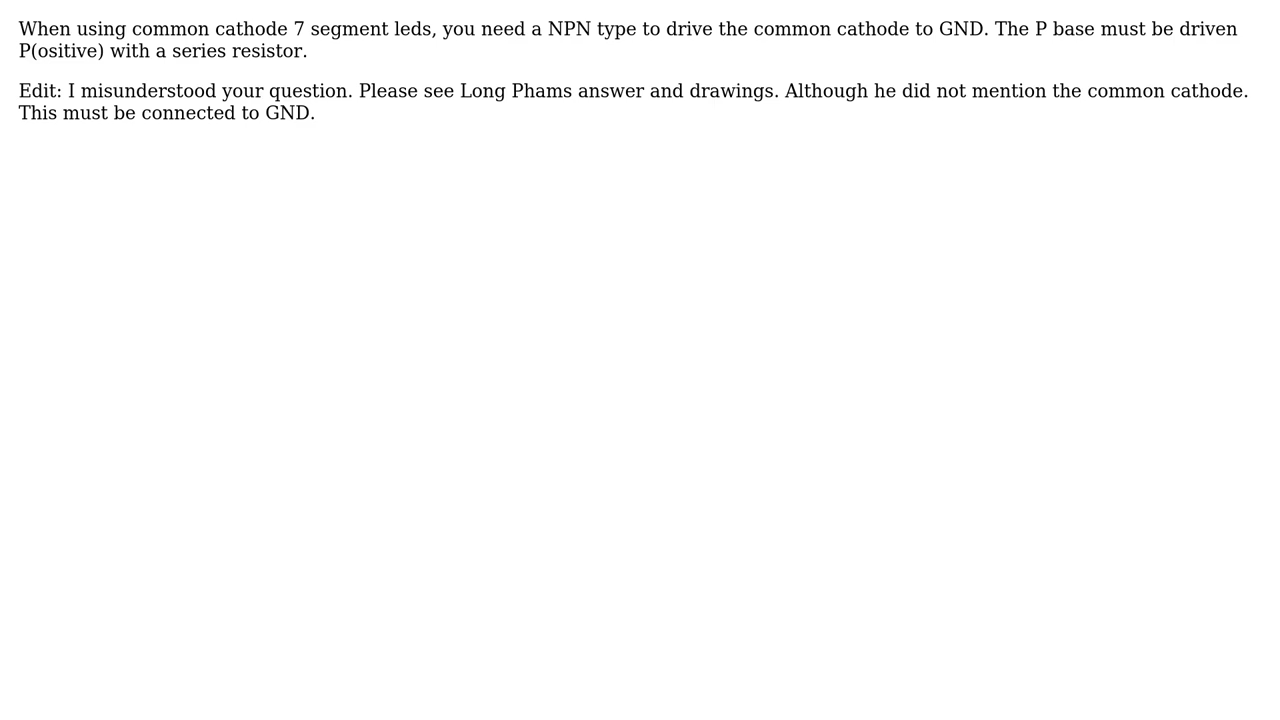 When using common cathode 7 segment leds, you need a NPN type to drive the common cathode to GND. The P base must be driven
P(ositive) with a series resistor.
Edit: I misunderstood your question. Please see Long Phams answer and drawings. Although he did not mention the common cathode.
This must be connected to GND.